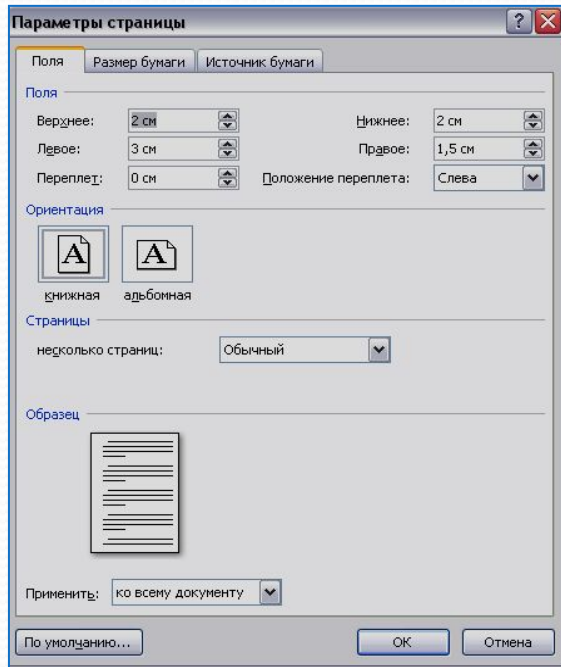 Параметры страницы
Поля Размер бумаги Источник бумаги
Поля
Верхнее: 2 см Нижнее: 2 см
Левое: 3 см Правое: 1,5 см
Переплет: 0 см Положение переплета: Слева
Ориентация
A A
книжная альбомная
Страницы
несколько страниц: Обычный
Образец
Применить: ко всему документу
По умолчанию... ОК Отмена